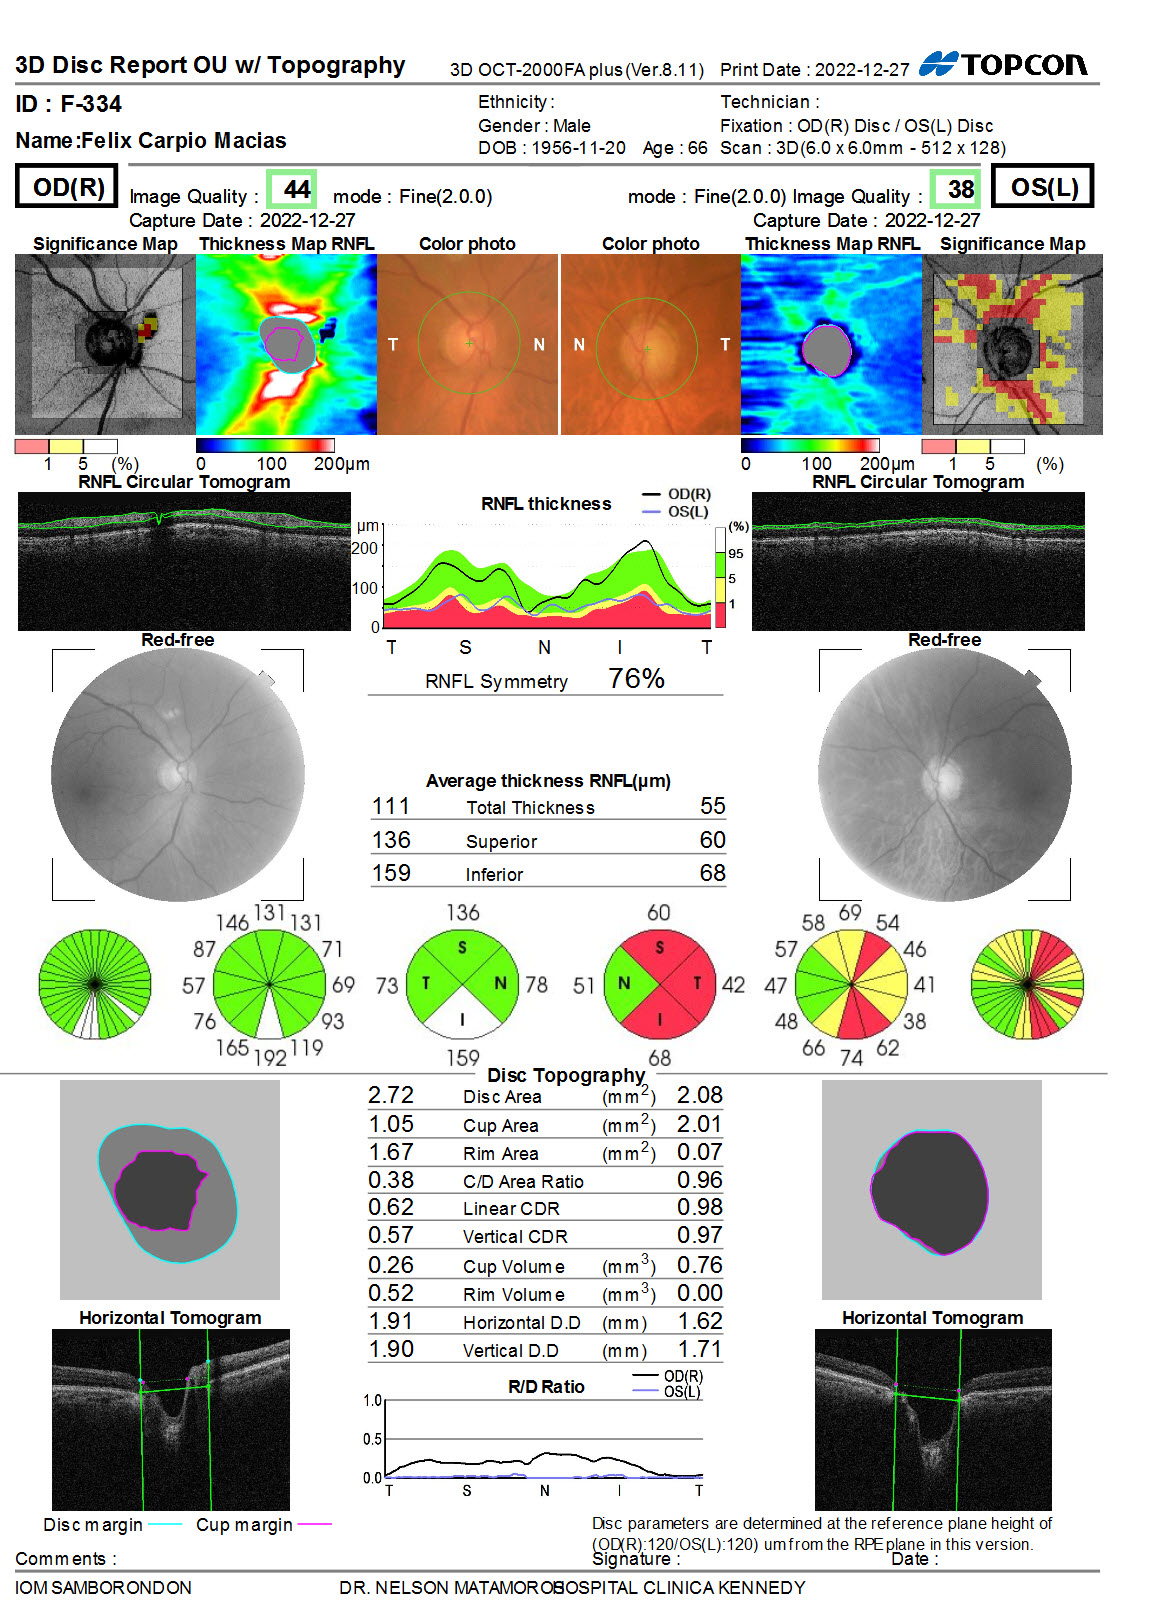 3D Disc Report OU w/ Topography 3D OCT-2000FA plus(Ver.8.11) Print Date : 2022-12-27 TOPCON
ID : F-334 Ethnicity : Technician :
Gender : Male Fixation : OD(R) Disc / OS(L) Disc
Name:Felix Carpio Macias DOB : 1956-11-20 Age : 66 Scan : 3D(6.0 x 6.0mm - 512 x 128)
OD(R) Image Quality : 44 mode : Fine(2.0.0) mode : Fine(2.0.0) Image Quality : 38 OS(L)
Capture Date : 2022-12-27 Capture Date : 2022-12-27
Significance Map Thickness Map RNFL Color photo Color photo Thickness Map RNFL Significance Map
T N N T
1 5 (%) 0 100 200μm 0 100 200μm 1 5 (%)
RNFL Circular Tomogram RNFL Circular Tomogram
RNFL thickness OD(R)
OS(L)
μm (%)
200 95
100 5
1
0
T S N I T
Red-free Red-free
RNFL Symmetry 76%
Average thickness RNFL(μm)
111 Total Thickness 55
136 Superior 60
159 Inferior 68
146 131 131 136 60 58 69 54
87 71 S S 57 46
57 69 73 T N 78 51 N T 42 47 41
76 93 I I 48 38
165 192 119 159 68 66 74 62
Disc Topography
2.72 Disc Area (mm2) 2.08
1.05 Cup Area (mm2) 2.01
1.67 Rim Area (mm2) 0.07
0.38 C/D Area Ratio 0.96
0.62 Linear CDR 0.98
0.57 Vertical CDR 0.97
0.26 Cup Volume (mm3) 0.76
0.52 Rim Volume (mm3) 0.00
1.91 Horizontal D.D (mm) 1.62
1.90 Vertical D.D (mm) 1.71
Horizontal Tomogram Horizontal Tomogram
R/D Ratio OD(R)
OS(L)
1.0
0.5
0.0
T S N I T
Disc margin Cup margin
Disc parameters are determined at the reference plane height of
(OD(R):120/OS(L):120) um from the RPE plane in this version.
Comments : Signature : Date :
IOM SAMBORONDON DR. NELSON MATAMOROS HOSPITAL CLINICA KENNEDY